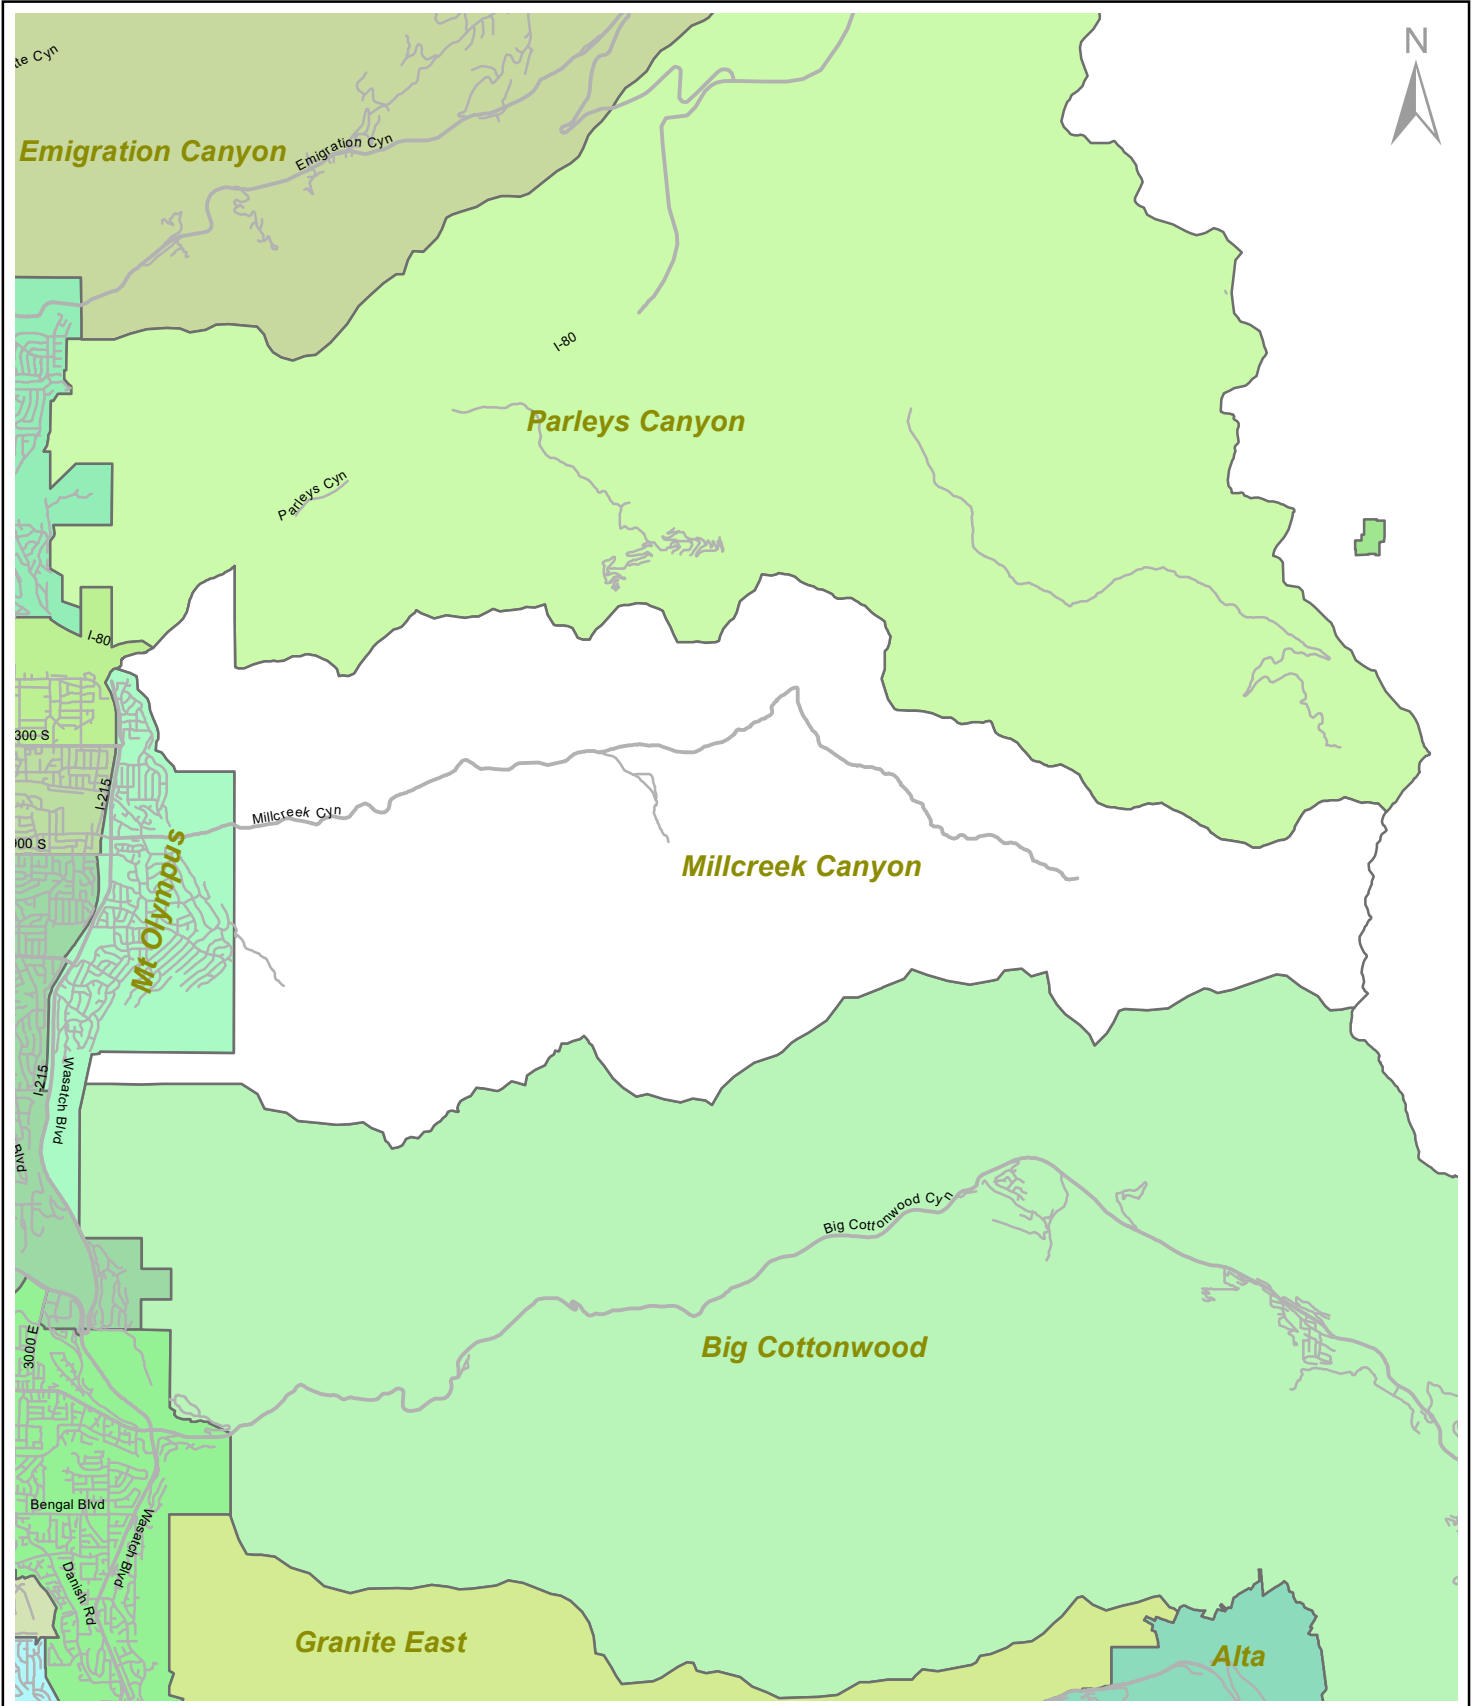 N
Emigration Canyon
Emigration Cyn
I-80
Parleys Canyon
Parleys Cyn
I-80
300 S
I-215
Millcreek Cyn
Millcreek Canyon
Mt Olympus
I-215
Wasatch Blvd
Blvd
Big Cottonwood Cyn
3000 E
Big Cottonwood
Bengal Blvd
Wasatch Blvd
Danish Rd
Granite East
Alta